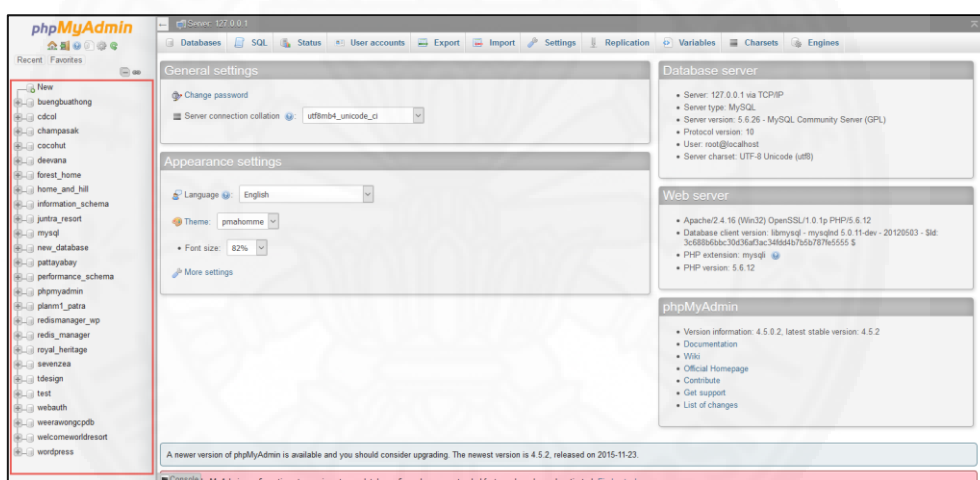 phpMyAdmin
Recent Favorites
New
buengbuathong
cdcol
champasak
cocohut
deevana
forest_home
home_and_hill
information_schema
juntra_resort
mysql
new_database
pattayabay
performance_schema
phpmyadmin
planm1_patra
redismanager_wp
redis_manager
royal_heritage
sevenzea
tdesign
test
webauth
weerawongcpdb
welcomeworldresort
wordpress
Server: 127.0.0.1
Databases SQL Status User accounts Export Import Settings Replication Variables Charsets Engines
General settings
Change password
Server connection collation : utf8mb4_unicode_ci
Appearance settings
Language : English
Theme: pmahomme
• Font size: 82%
More settings
Database server
• Server: 127.0.0.1 via TCP/IP
• Server type: MySQL
• Server version: 5.6.26 - MySQL Community Server (GPL)
• Protocol version: 10
• User: root@localhost
• Server charset: UTF-8 Unicode (utf8)
Web server
• Apache/2.4.16 (Win32) OpenSSL/1.0.1p PHP/5.6.12
• Database client version: libmysql - mysqlnd 5.0.11-dev - 20120503 - $Id:
$
• PHP extension: mysqli
• PHP version: 5.6.12
phpMyAdmin
• Version information: 4.5.0.2, latest stable version: 4.5.2
• Documentation
• Wiki
• Official Homepage
• Contribute
• Get support
• List of changes
A newer version of phpMyAdmin is available and you should consider upgrading. The newest version is 4.5.2, released on 2015-11-23.
Console